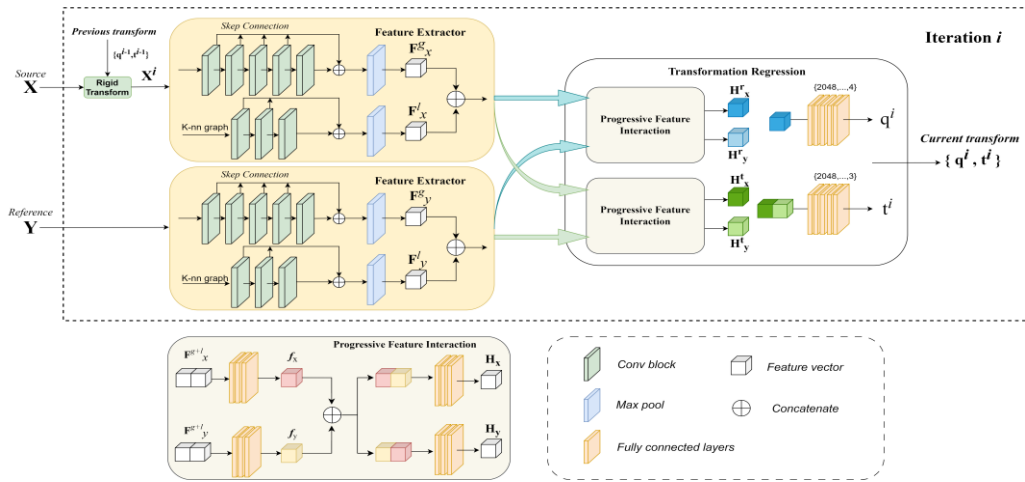 Iteration i
Previous transform
{q^{i-1},t^{i-1}}
Source
X
Rigid
Transform
X^i
Skep Connection
Feature Extractor
F^g_x
K-nn graph
F^l_x
Reference
Y
Skep Connection
Feature Extractor
F^g_y
K-nn graph
F^l_y
Transformation Regression
Progressive Feature
Interaction
H^r_x
H^r_y
{2048,...,4}
q^i
Progressive Feature
Interaction
H^t_x
H^t_y
{2048,...,3}
t^i
Current transform
{ q^i , t^i }
Progressive Feature Interaction
F^{g+l}_x
f_x
H_x
F^{g+l}_y
f_y
H_y
Conv block
Feature vector
Max pool
Concatenate
Fully connected layers